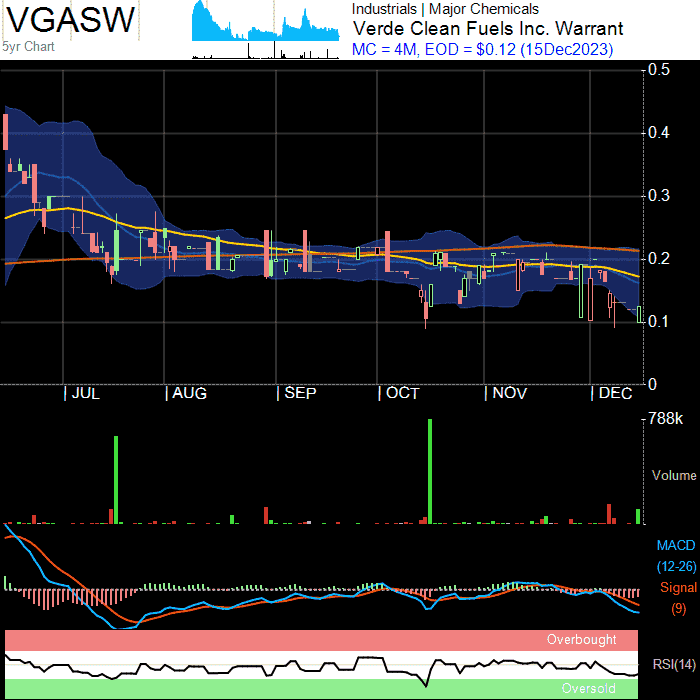 VGASW
5yr Chart
Industrials | Major Chemicals
Verde Clean Fuels Inc. Warrant
MC = 4M, EOD = $0.12 (15Dec2023)
0.5
0.4
0.3
0.2
0.1
0
JUL AUG SEP OCT NOV DEC
788k
Volume
MACD
(12-26)
Signal
(9)
Overbought
RSI(14)
Oversold